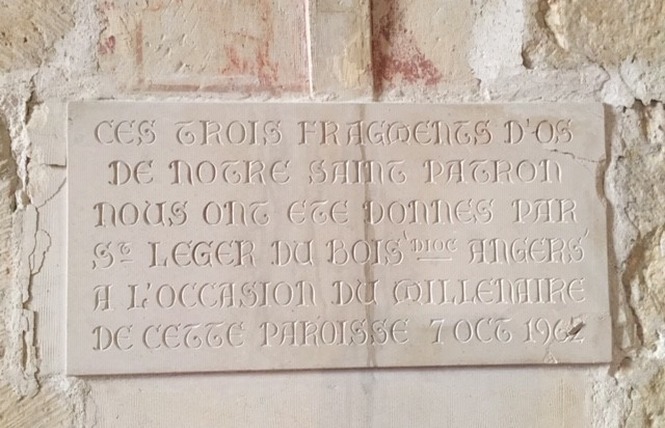 CES TROIS FRAGMENTS D'OS
DE NOTRE SAINT PATRON
NOUS ONT ETE DONNES PAR
St LEGER DU BOIS 'DIOC ANGERS'
A L'OCCASION DU MILLENAIRE
DE CETTE PAROISSE 7 OCT